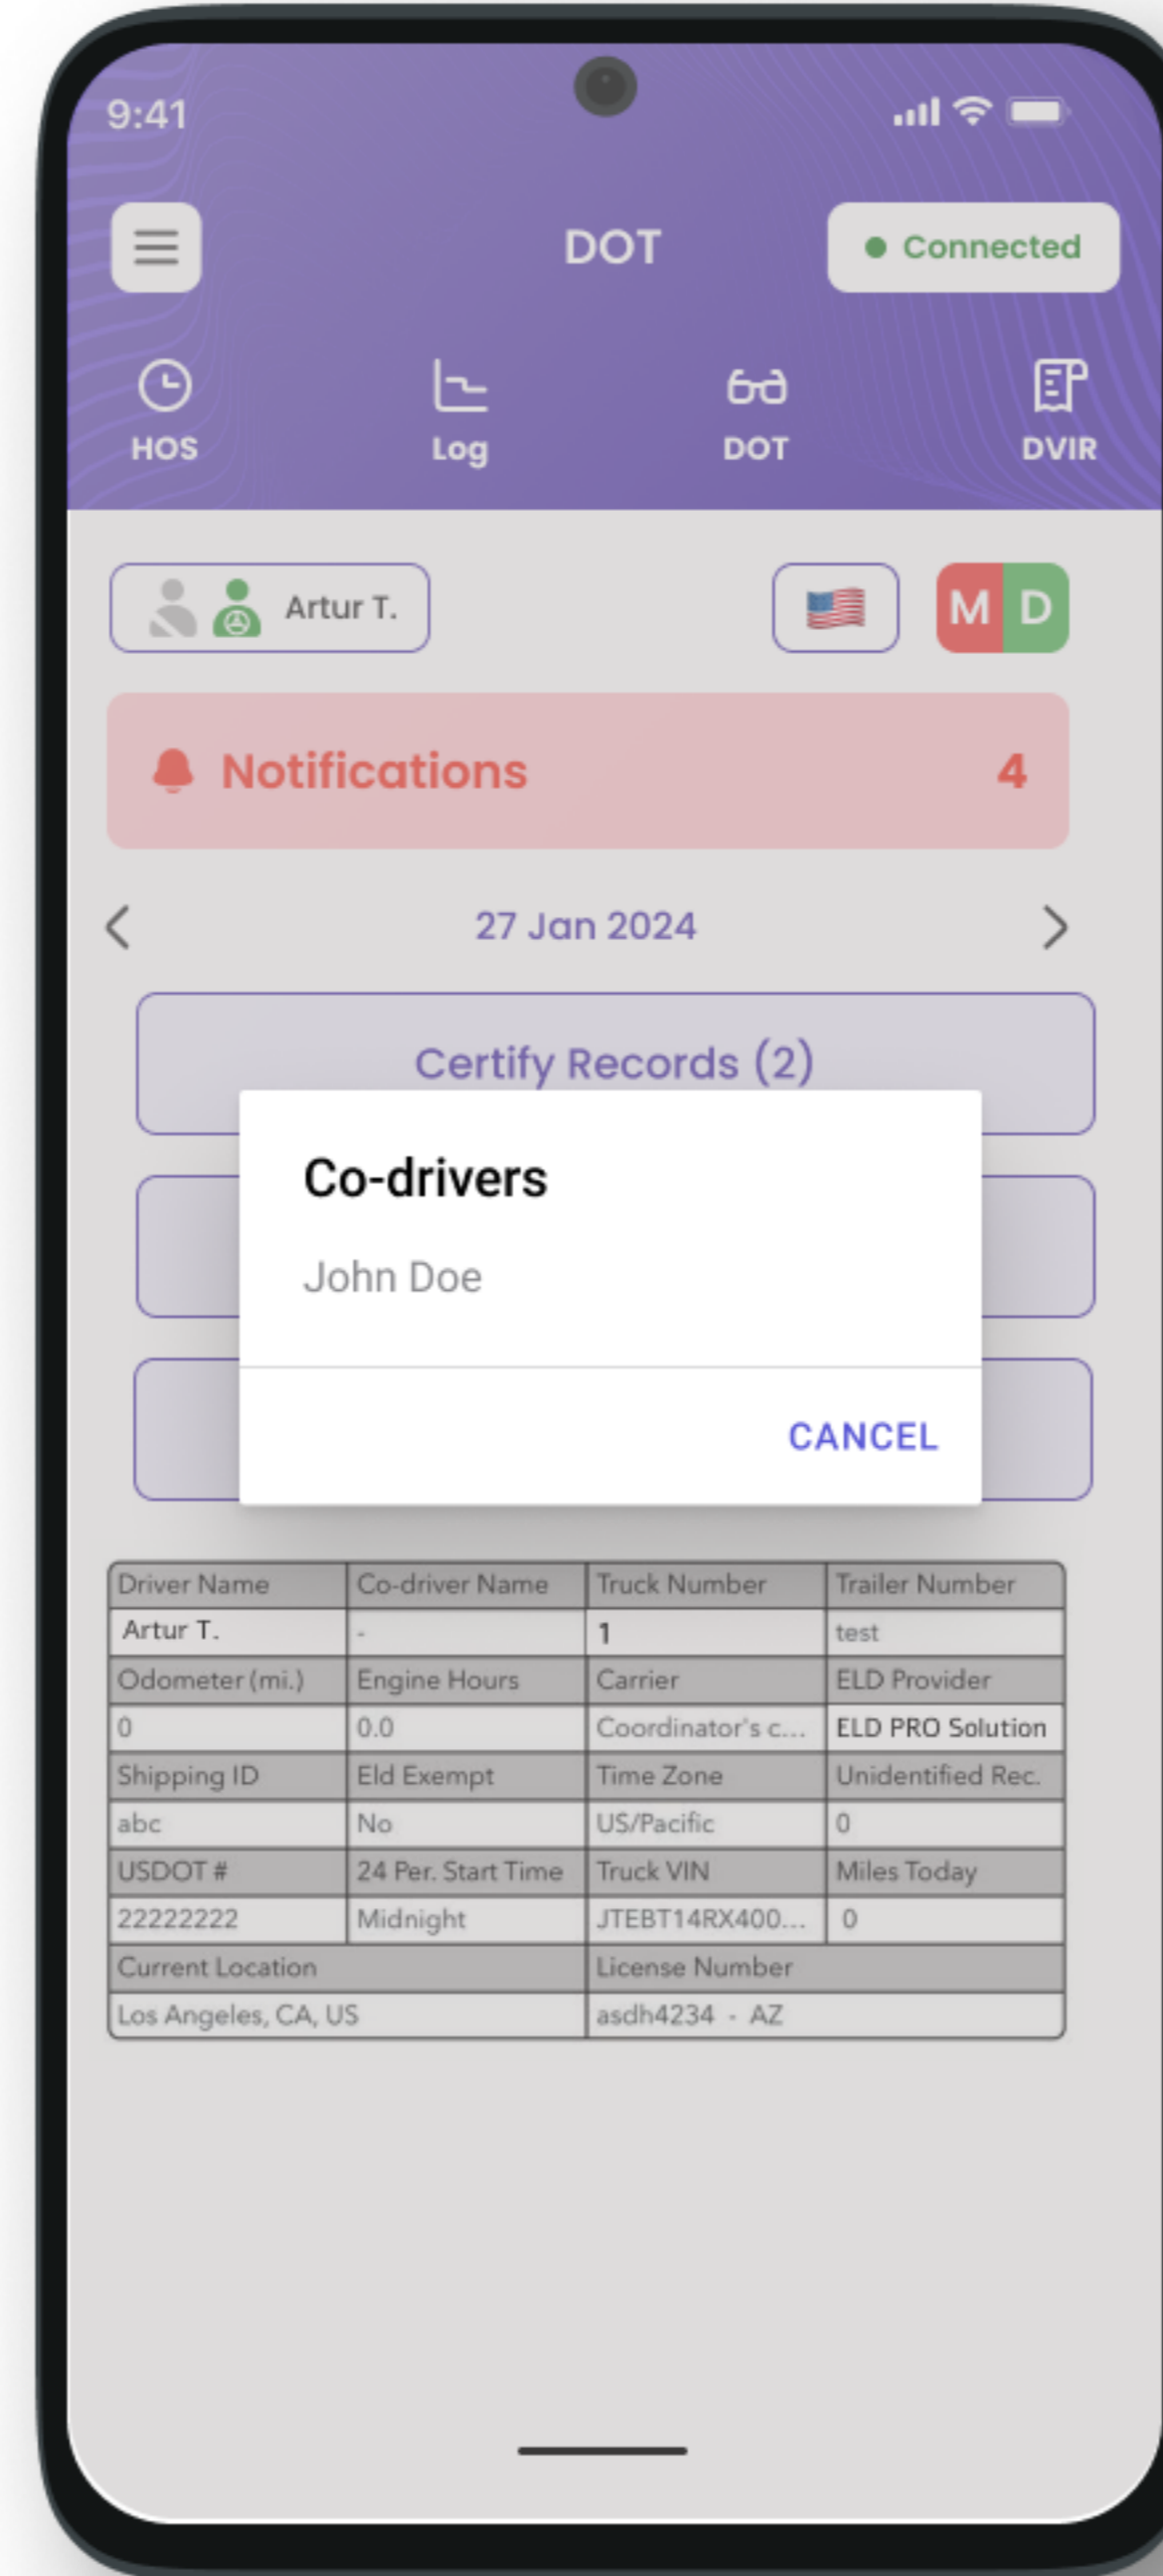 9:41
DOT
Connected
HOS Log DOT DVIR
Artur T. M D
Notifications 4
27 Jan 2024
Certify Records (2)
Co-drivers
John Doe
CANCEL
Driver Name Co-driver Name Truck Number Trailer Number
Artur T. - 1 test
Odometer (mi.) Engine Hours Carrier ELD Provider
0 0.0 Coordinator's c... ELD PRO Solution
Shipping ID Eld Exempt Time Zone Unidentified Rec.
abc No US/Pacific 0
USDOT # 24 Per. Start Time Truck VIN Miles Today
22222222 Midnight JTEBT14RX400... 0
Current Location License Number
Los Angeles, CA, US asdh4234 - AZ